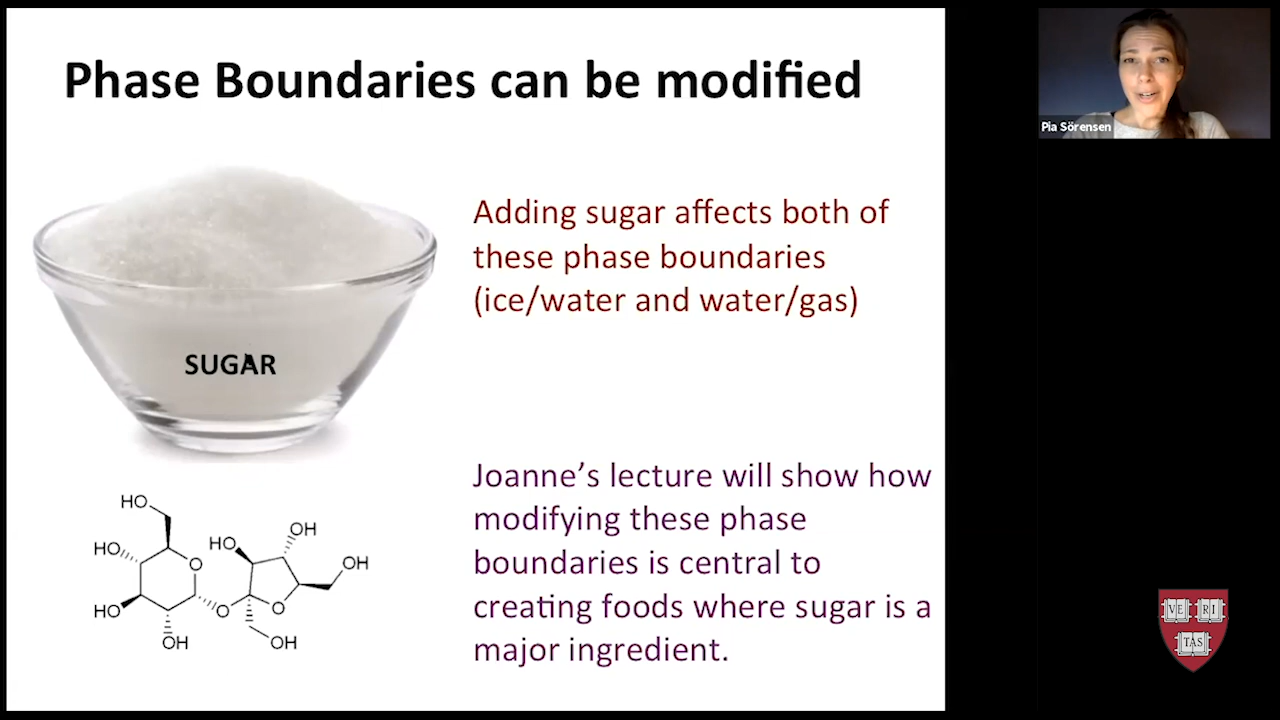 Phase Boundaries can be modified
Pia Sörensen
Adding sugar affects both of
these phase boundaries
(ice/water and water/gas)
SUGAR
Joanne’s lecture will show how
modifying these phase
boundaries is central to
creating foods where sugar is a
major ingredient.
HO
HO
HO
OH
O
O
HO
OH
OH
O
OH
VE RI
TAS